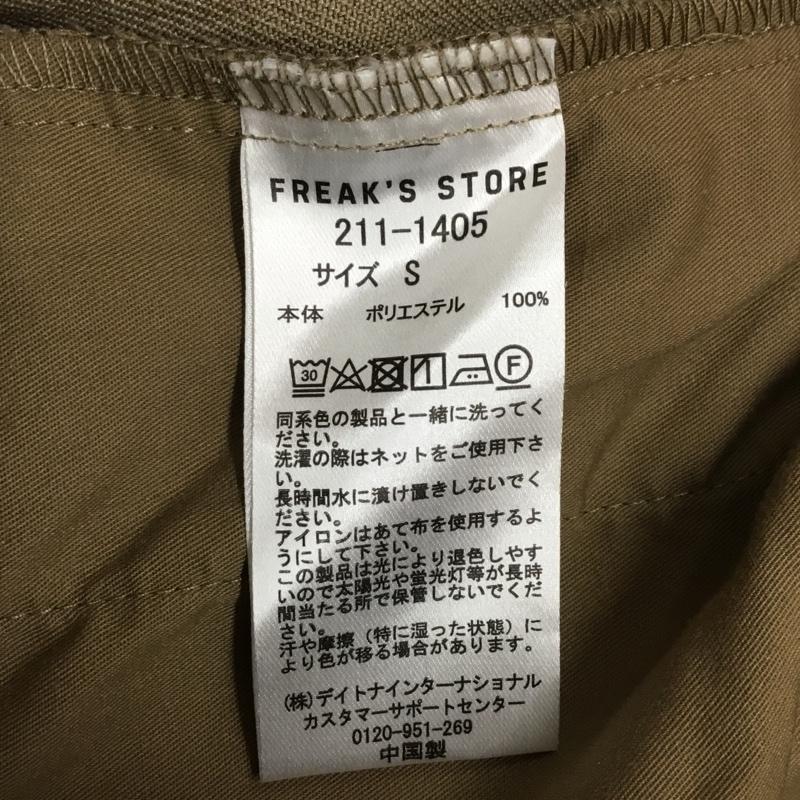 FREAK'S STORE
211-1405
サイズ S
本体 ポリエステル 100%
30 F
同系色の製品と一緒に洗ってく
ださい。
洗濯の際はネットをご使用下さ
い。
長時間水に漬け置きしないでく
ださい。
アイロンはあて布を使用するよ
うにして下さい。
この製品は光により退色しやす
いので太陽光や蛍光灯等が長時
間当たる所で保管しないでくだ
さい。
汗や摩擦（特に湿った状態）に
より色が移る場合があります。
(株)デイトナインターナショナル
カスタマーサポートセンター
0120-951-269
中国製